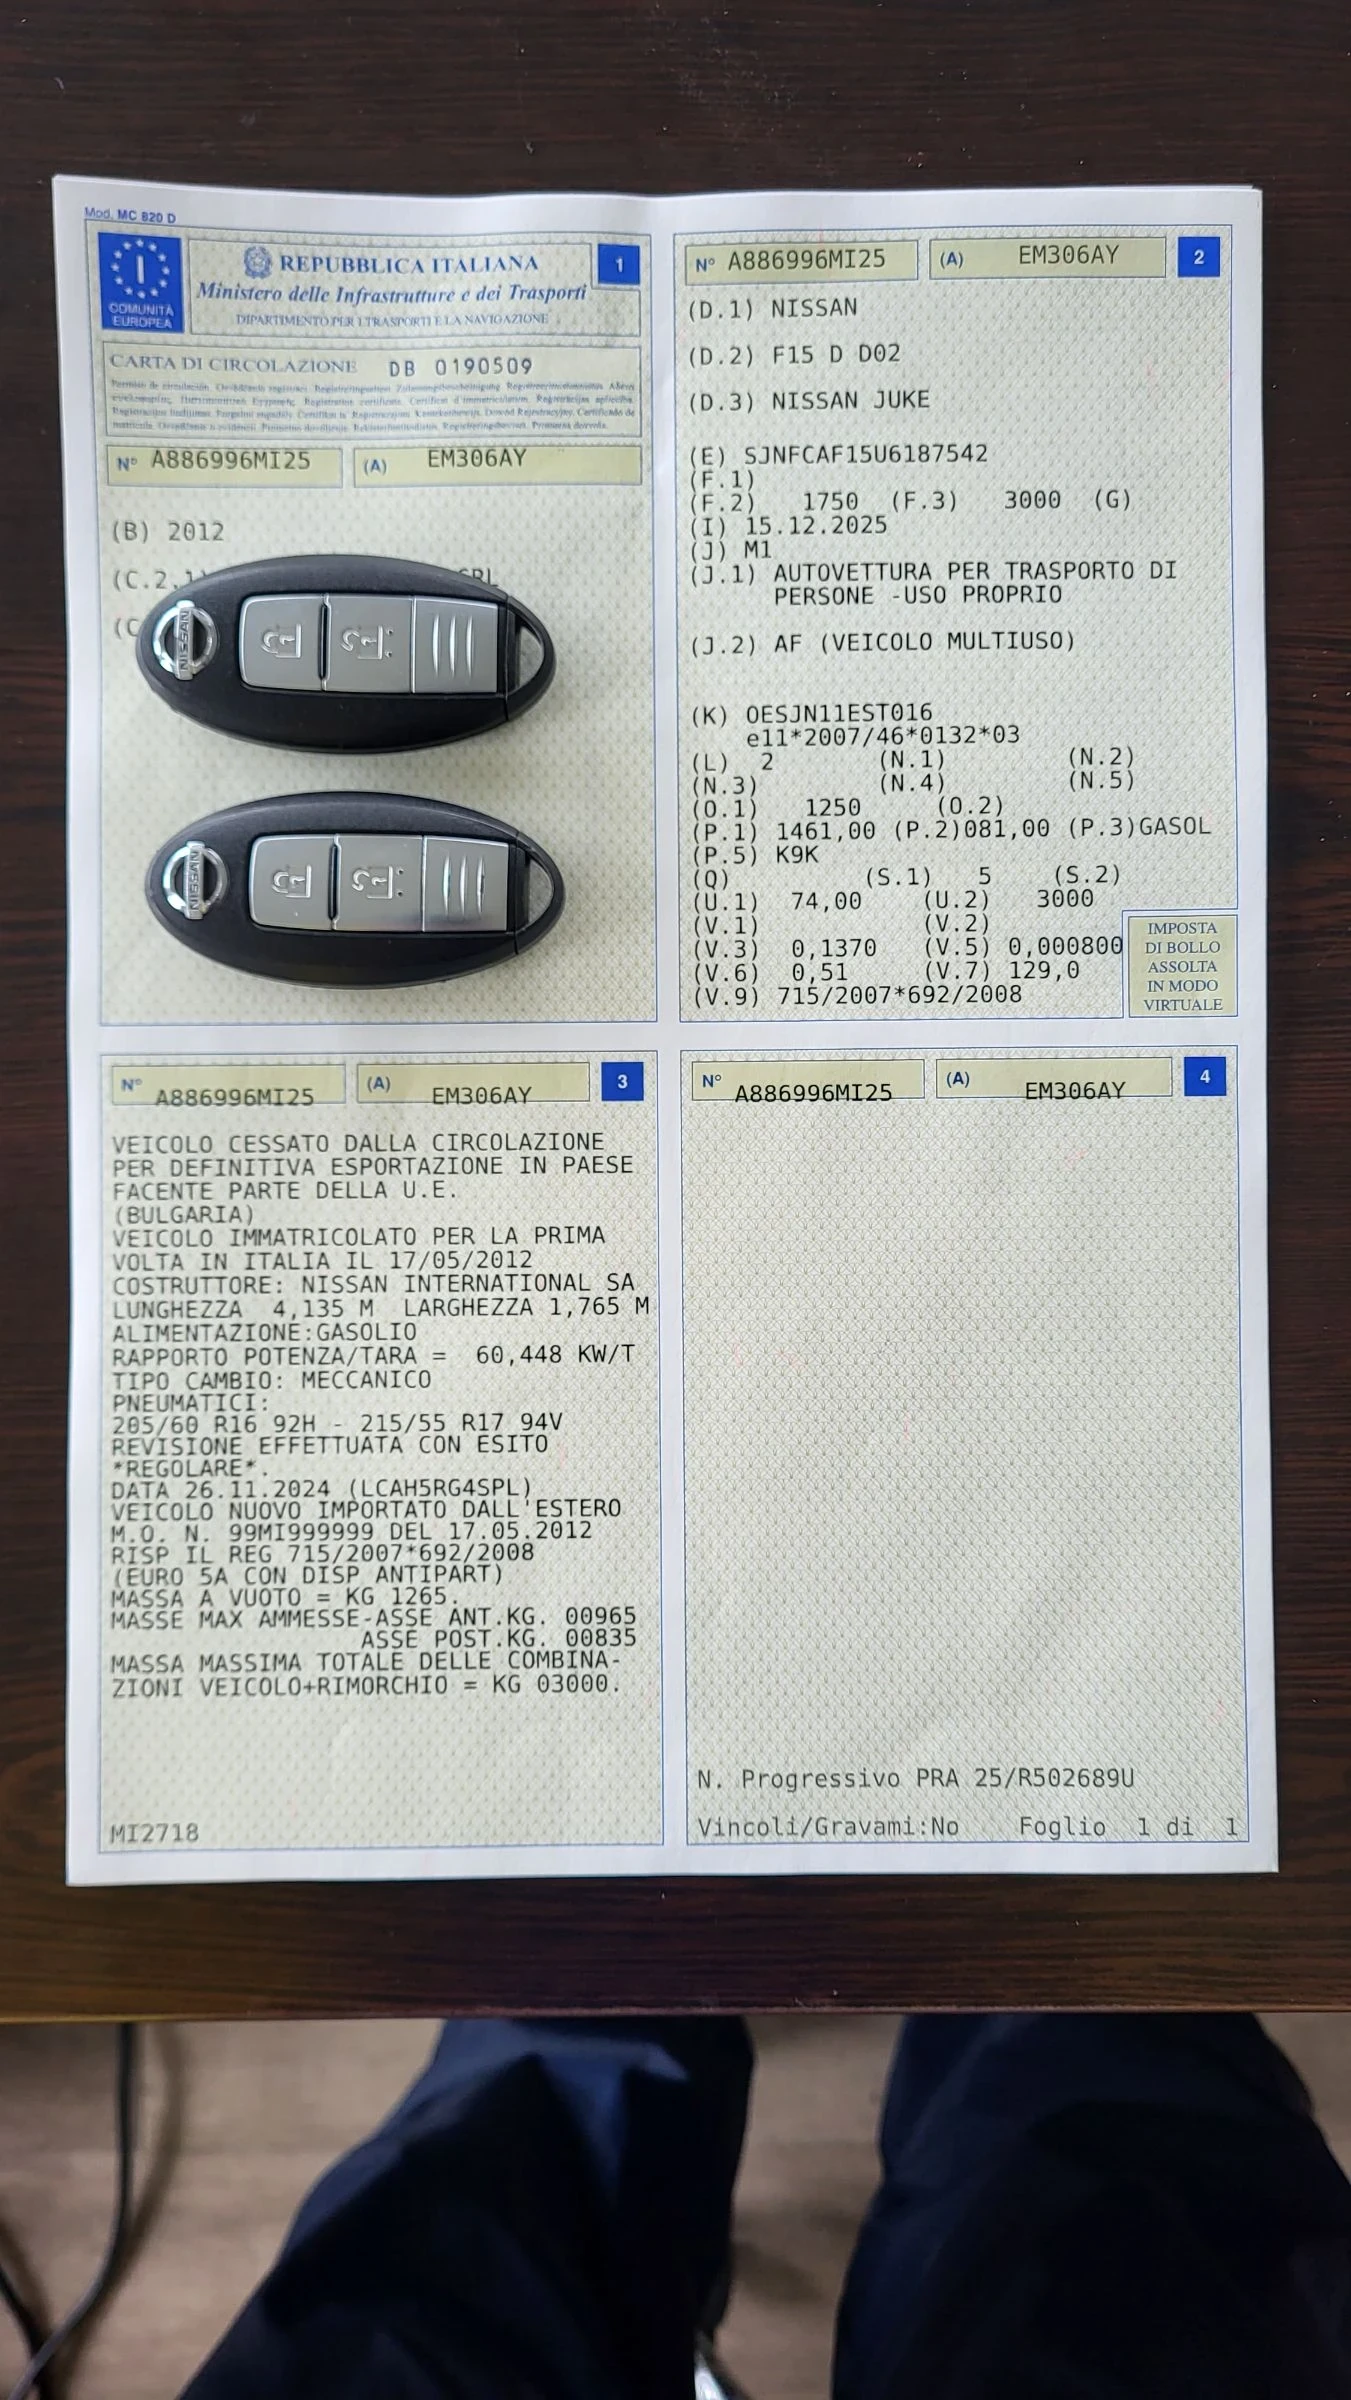 Mod. MC 820 D
I
COMUNITÀ
EUROPEA
REPUBBLICA ITALIANA
Ministero delle Infrastrutture e dei Trasporti
DIPARTIMENTO PER I TRASPORTI E LA NAVIGAZIONE
1
CARTA DI CIRCOLAZIONE DB 0190509
N° A886996MI25 (A) EM306AY
(B) 2012
(C.2.1)
(C
NISSAN
NISSAN
N° A886996MI25 (A) EM306AY 2
(D.1) NISSAN
(D.2) F15 D D02
(D.3) NISSAN JUKE
(E) SJNFCAF15U6187542
(F.1)
(F.2) 1750 (F.3) 3000 (G)
(I) 15.12.2025
(J) M1
(J.1) AUTOVETTURA PER TRASPORTO DI
PERSONE -USO PROPRIO
(J.2) AF (VEICOLO MULTIUSO)
(K) OESJN11EST016
e11*2007/46*0132*03
(L) 2 (N.1) (N.2)
(N.3) (N.4) (N.5)
(O.1) 1250 (O.2)
(P.1) 1461,00 (P.2)081,00 (P.3)GASOL
(P.5) K9K
(Q) (S.1) 5 (S.2)
(U.1) 74,00 (U.2) 3000
(V.1) (V.2)
(V.3) 0,1370 (V.5) 0,000800
(V.6) 0,51 (V.7) 129,0
(V.9) 715/2007*692/2008
IMPOSTA
DI BOLLO
ASSOLTA
IN MODO
VIRTUALE
N° A886996MI25 (A) EM306AY 3
VEICOLO CESSATO DALLA CIRCOLAZIONE
PER DEFINITIVA ESPORTAZIONE IN PAESE
FACENTE PARTE DELLA U.E.
(BULGARIA)
VEICOLO IMMATRICOLATO PER LA PRIMA
VOLTA IN ITALIA IL 17/05/2012
COSTRUTTORE: NISSAN INTERNATIONAL SA
LUNGHEZZA 4,135 M LARGHEZZA 1,765 M
ALIMENTAZIONE:GASOLIO
RAPPORTO POTENZA/TARA = 60,448 KW/T
TIPO CAMBIO: MECCANICO
PNEUMATICI:
205/60 R16 92H - 215/55 R17 94V
REVISIONE EFFETTUATA CON ESITO
*REGOLARE*.
DATA 26.11.2024 (LCAH5RG4SPL)
VEICOLO NUOVO IMPORTATO DALL'ESTERO
M.O. N. 99MI999999 DEL 17.05.2012
RISP IL REG 715/2007*692/2008
(EURO 5A CON DISP ANTIPART)
MASSA A VUOTO = KG 1265.
MASSE MAX AMMESSE-ASSE ANT.KG. 00965
ASSE POST.KG. 00835
MASSA MASSIMA TOTALE DELLE COMBINA-
ZIONI VEICOLO+RIMORCHIO = KG 03000.
MI2718
N° A886996MI25 (A) EM306AY 4
N. Progressivo PRA 25/R502689U
Vincoli/Gravami:No Foglio 1 di 1